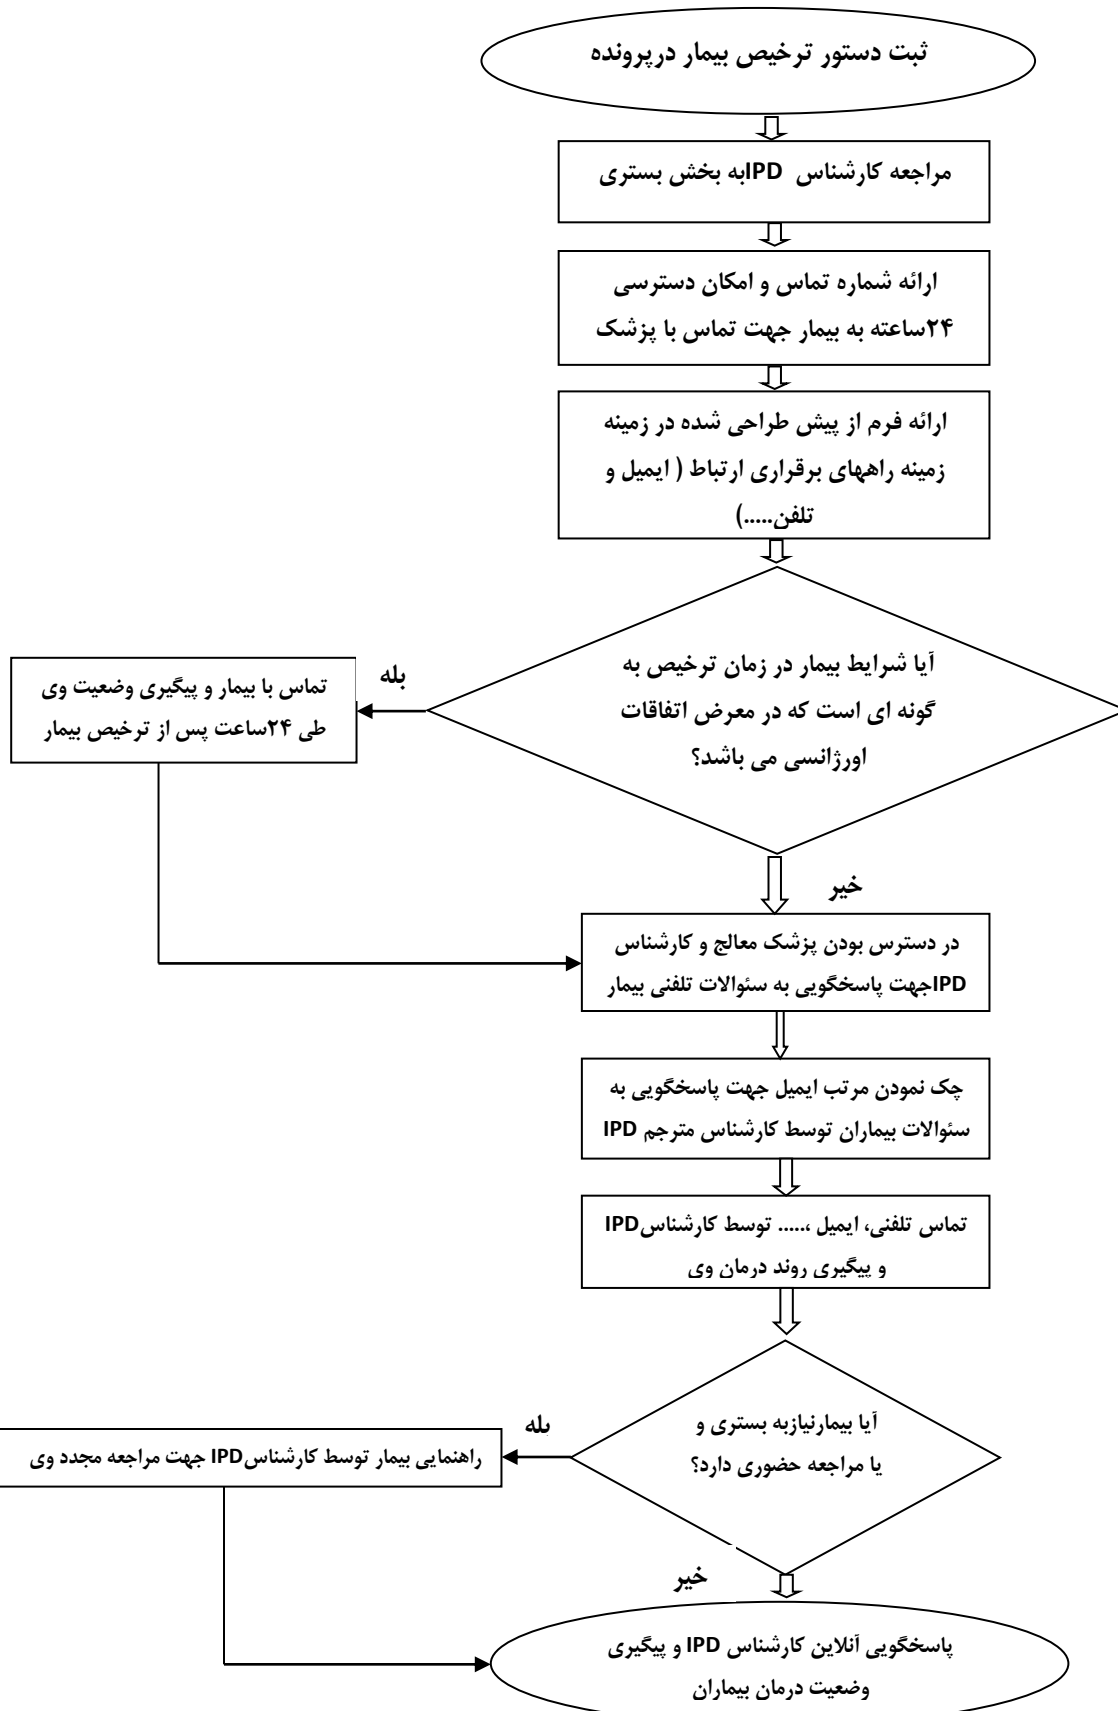 ثبت دستور ترخیص بیمار درپرونده
مراجعه کارشناس IPDبه بخش بستری
ارائه شماره تماس و امکان دسترسی
۲۴ساعته به بیمار جهت تماس با پزشک
ارائه فرم از پیش طراحی شده در زمینه
زمینه راههای برقراری ارتباط ( ایمیل و
تلفن.....)
آیا شرایط بیمار در زمان ترخیص به
گونه ای است که در معرض اتفاقات
اورژانسی می باشد؟
بله
تماس با بیمار و پیگیری وضعیت وی
طی ۲۴ساعت پس از ترخیص بیمار
خیر
در دسترس بودن پزشک معالج و کارشناس
IPDجهت پاسخگویی به سئوالات تلفنی بیمار
چک نمودن مرتب ایمیل جهت پاسخگویی به
سئوالات بیماران توسط کارشناس مترجم IPD
تماس تلفنی، ایمیل ،..... توسط کارشناسIPD
و پیگیری روند درمان وی
آیا بیمارنیازبه بستری و
یا مراجعه حضوری دارد؟
بله
راهنمایی بیمار توسط کارشناسIPD جهت مراجعه مجدد وی
خیر
پاسخگویی آنلاین کارشناس IPD و پیگیری
وضعیت درمان بیماران